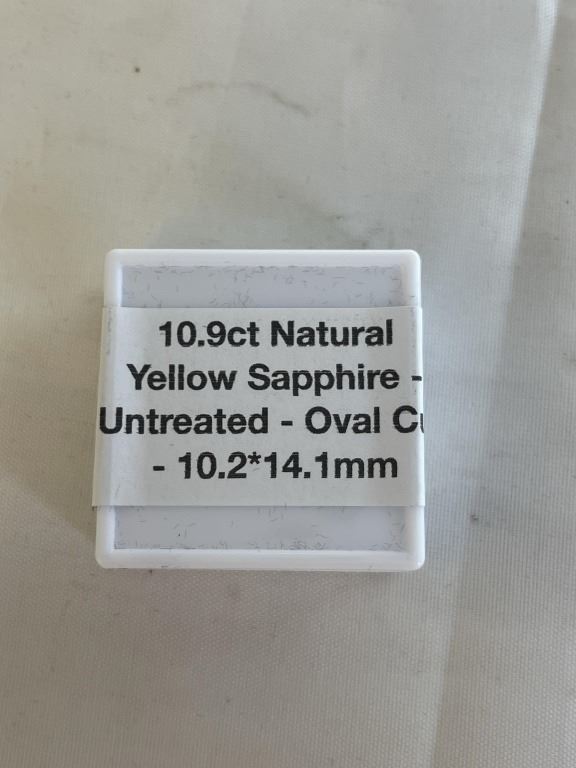 10.9ct Natural
Yellow Sapphire -
Untreated - Oval
- 10.2*14.1mm